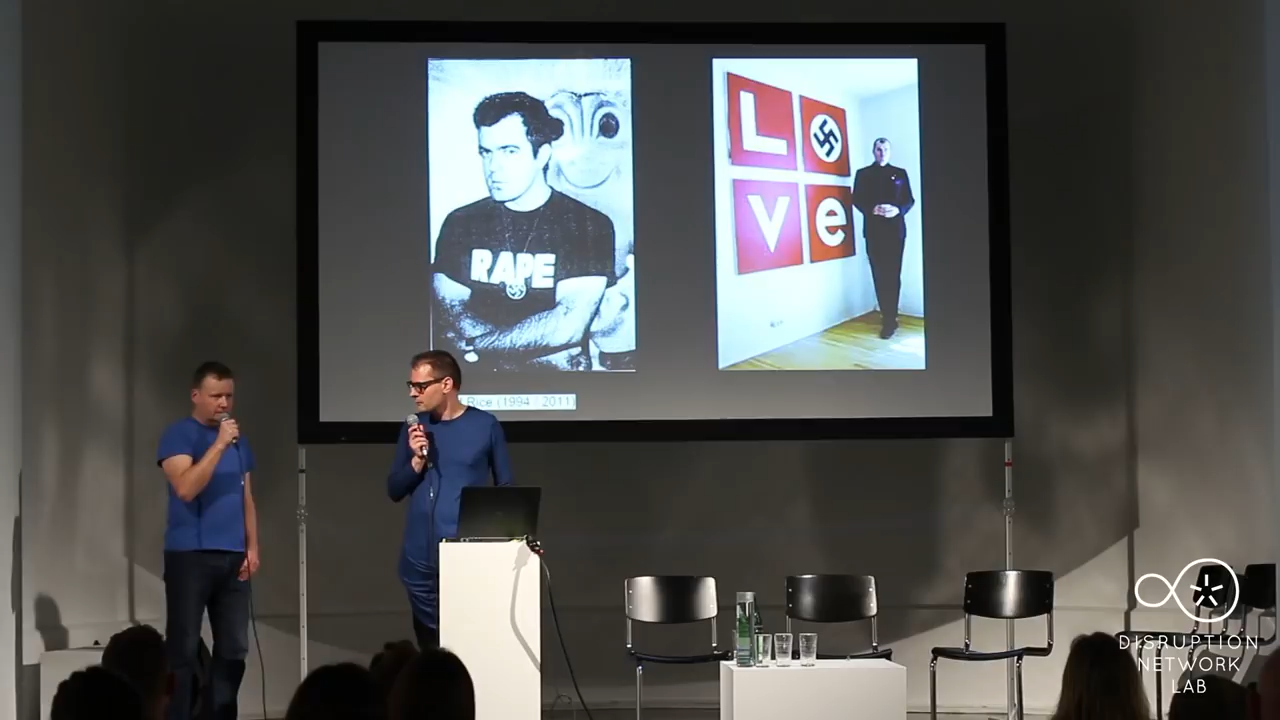 L
ve
RAPE
Rice (1994 / 2011)
DISRUPTION
NETWORK
LAB